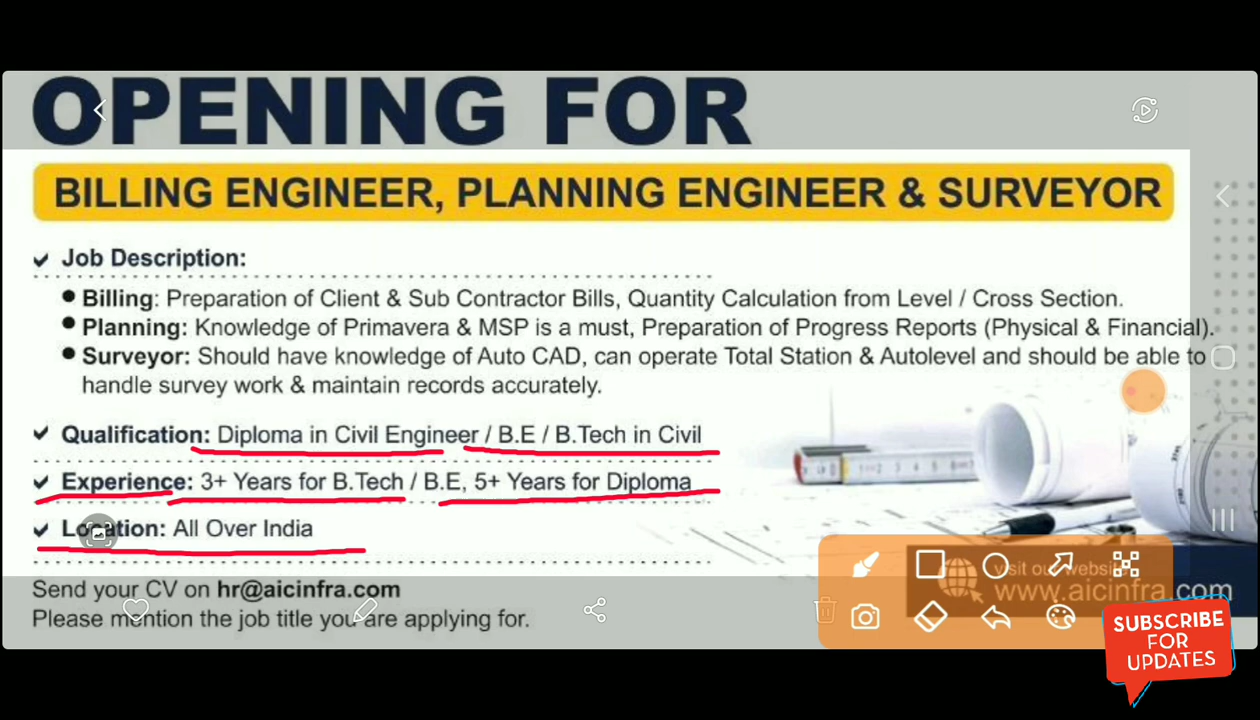 OPENING FOR
BILLING ENGINEER, PLANNING ENGINEER & SURVEYOR
Job Description:
Billing: Preparation of Client & Sub Contractor Bills, Quantity Calculation from Level / Cross Section.
Planning: Knowledge of Primavera & MSP is a must, Preparation of Progress Reports (Physical & Financial).
Surveyor: Should have knowledge of Auto CAD, can operate Total Station & Autolevel and should be able to
handle survey work & maintain records accurately.
Qualification: Diploma in Civil Engineer / B.E / B.Tech in Civil
Experience: 3+ Years for B.Tech / B.E, 5+ Years for Diploma
Location: All Over India
Send your CV on hr@aicinfra.com
Please mention the job title you are applying for.
visit our website
www.aicinfra.com
SUBSCRIBE
FOR
UPDATES